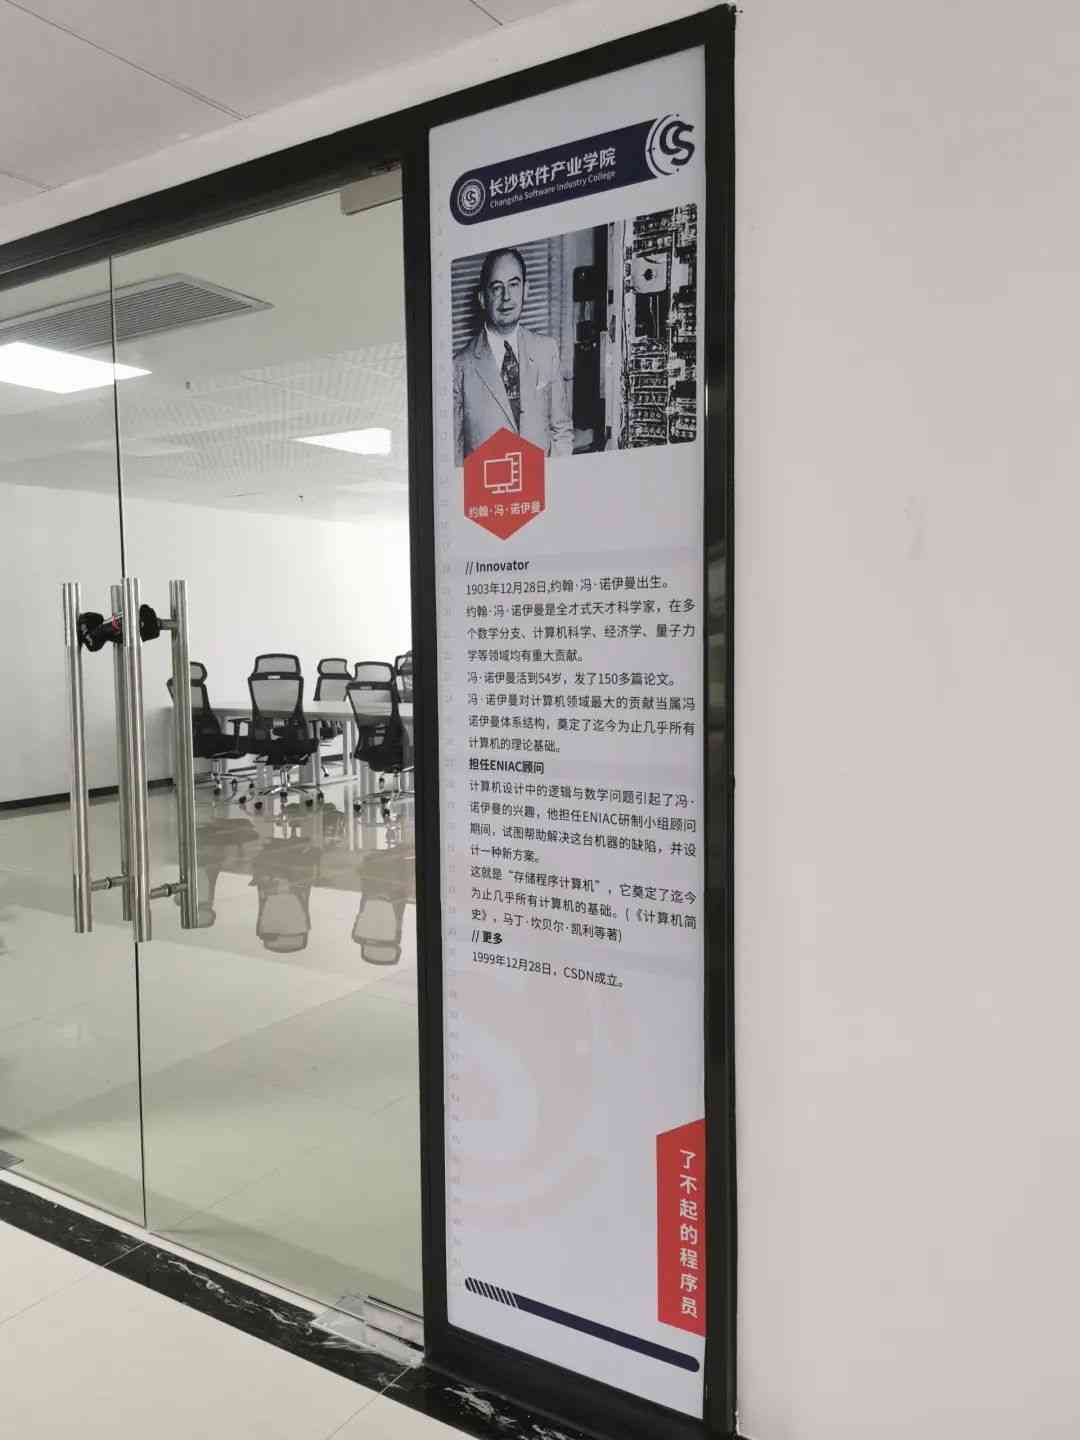 长沙软件产业学院
Changsha Software Industry College
CS
约翰·冯·诺伊曼
// Innovator
1903年12月28日,约翰·冯·诺伊曼出生。
约翰·冯·诺伊曼是全才式天才科学家，在多
个数学分支、计算机科学、经济学、量子力
学等领域均有重大贡献。
冯·诺伊曼活到54岁，发了150多篇论文。
冯·诺伊曼对计算机领域最大的贡献当属冯
诺伊曼体系结构，奠定了迄今为止几乎所有
计算机的理论基础。
担任ENIAC顾问
计算机设计中的逻辑与数学问题引起了冯·
诺伊曼的兴趣，他担任ENIAC研制小组顾问
期间，试图帮助解决这台机器的缺陷，并设
计一种新方案。
这就是“存储程序计算机”，它奠定了迄今
为止几乎所有计算机的基础。(《计算机简
史》，马丁·坎贝尔·凯利等著)
// 更多
1999年12月28日，CSDN成立。
了不起的程序员